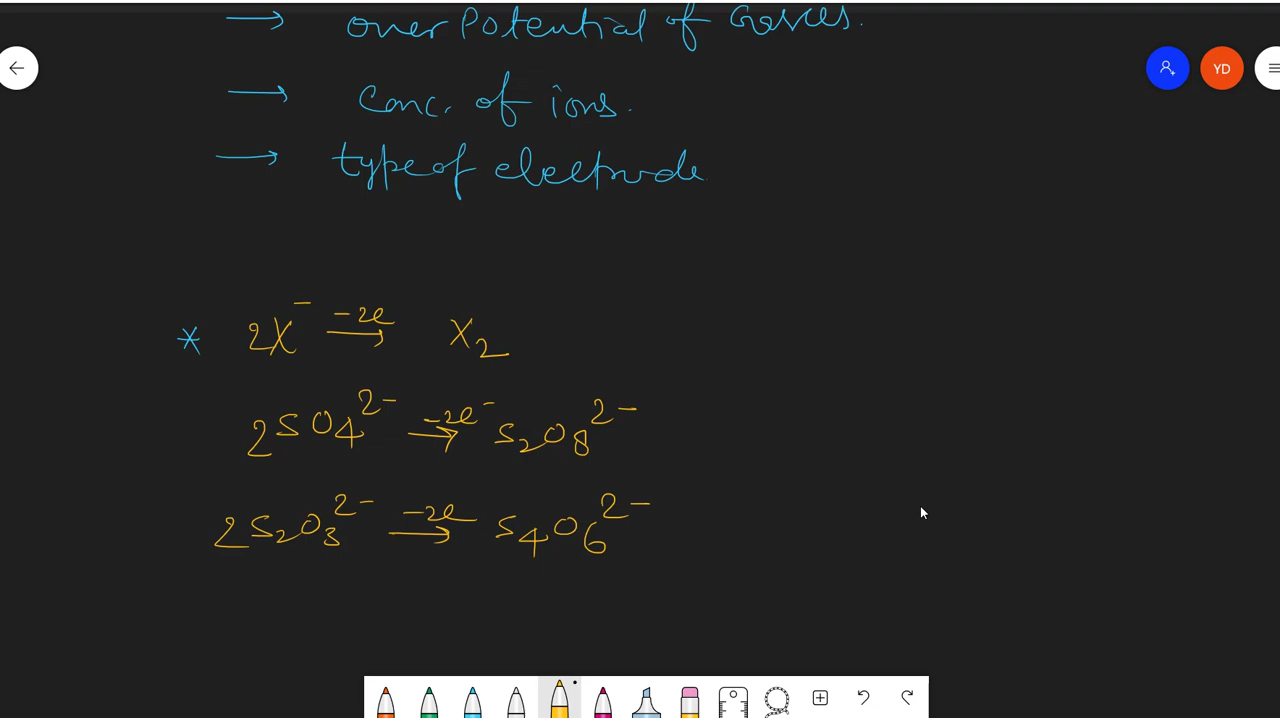 → over Potential of Gases.
→ Conc. of ions.
→ type of electrode
YD
* 2X⁻ —-2e→ X₂
2SO₄²⁻ —-2e⁻→ S₂O₈²⁻
2S₂O₃²⁻ —-2e→ S₄O₆²⁻